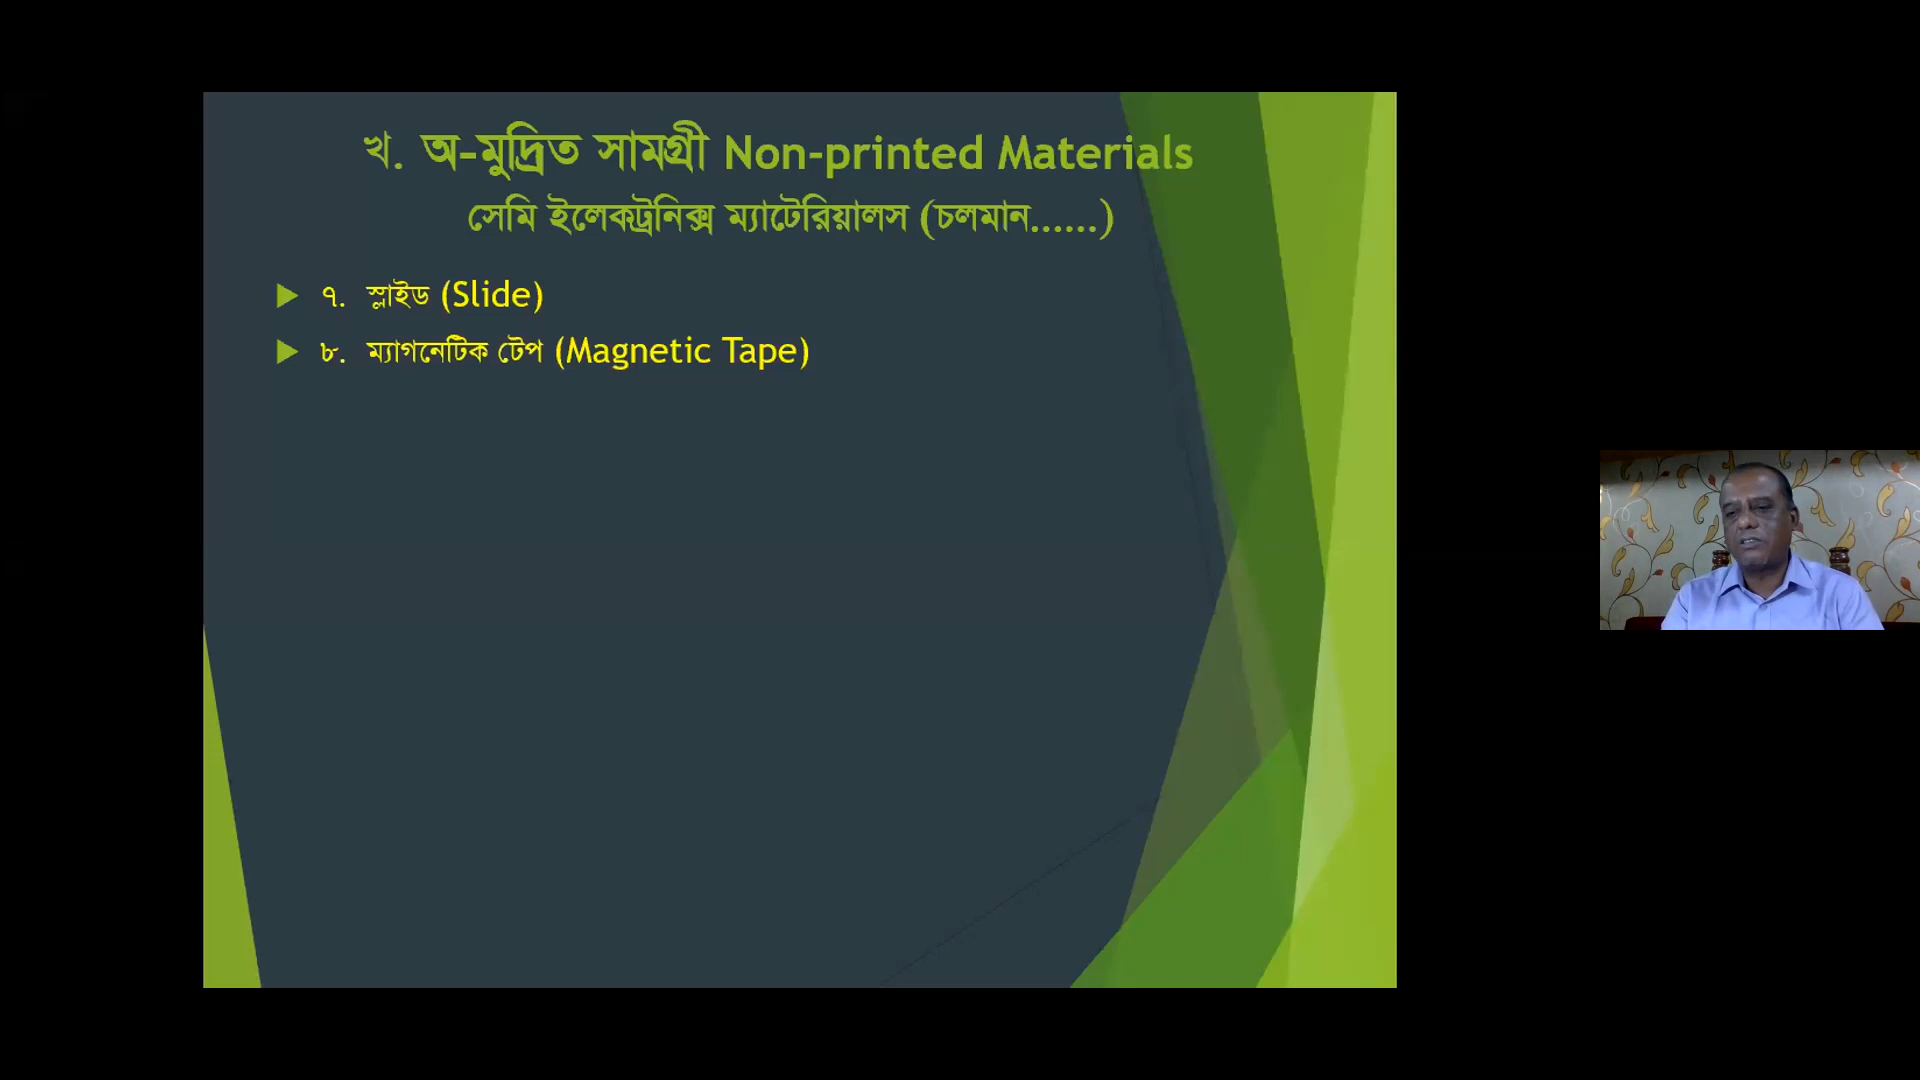 খ. অ-মুদ্রিত সামগ্রী Non-printed Materials
সেমি ইলেকট্রনিক্স ম্যাটেরিয়ালস (চলমান......)
৭. স্লাইড (Slide)
৮. ম্যাগনেটিক টেপ (Magnetic Tape)